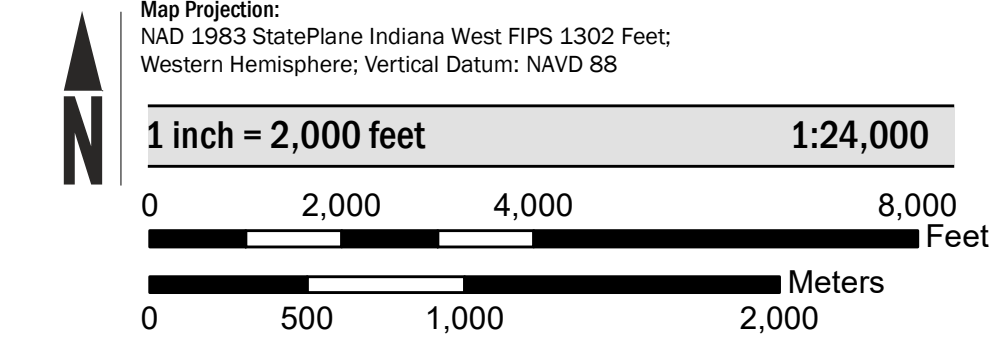 Map Projection:
NAD 1983 StatePlane Indiana West FIPS 1302 Feet;
Western Hemisphere; Vertical Datum: NAVD 88
N
1 inch = 2,000 feet 1:24,000
0 2,000 4,000 8,000
Feet
Meters
0 500 1,000 2,000